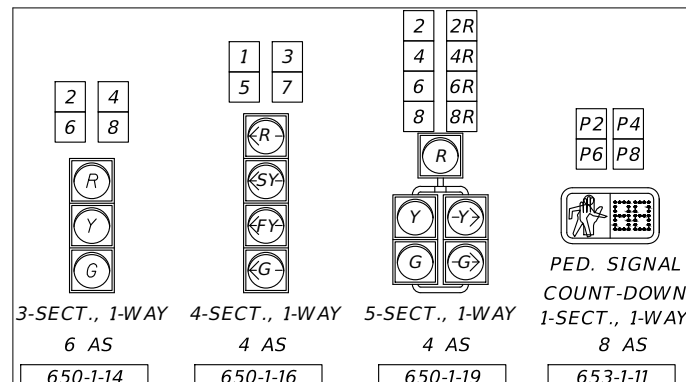 2 4
6 8
R
Y
G
3-SECT., 1-WAY
6 AS
650-1-14
1 3
5 7
R
SY
FY
G
4-SECT., 1-WAY
4 AS
650-1-16
2 2R
4 4R
6 6R
8 8R
R
Y Y
G G
5-SECT., 1-WAY
4 AS
650-1-19
P2 P4
P6 P8
88
PED. SIGNAL
COUNT-DOWN
1-SECT., 1-WAY
8 AS
653-1-11